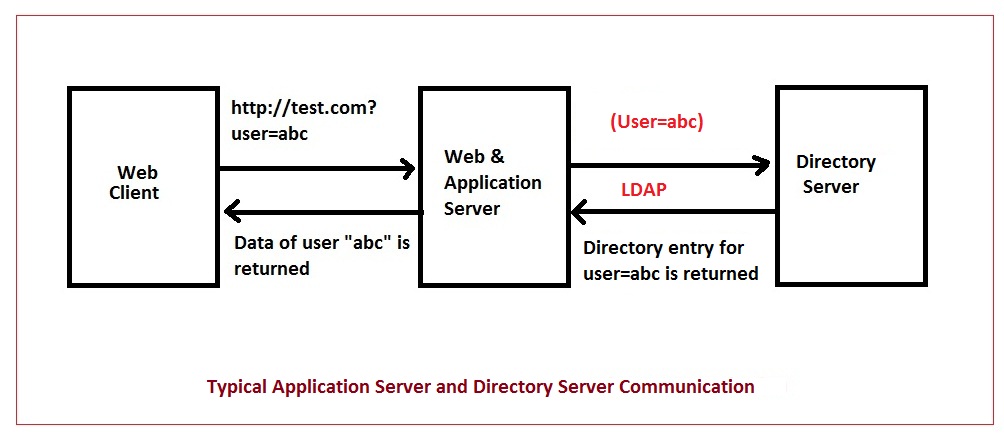 Web
Client
http://test.com?
user=abc
Data of user "abc" is
returned
Web &
Application
Server
(User=abc)
LDAP
Directory entry for
user=abc is returned
Directory
Server
Typical Application Server and Directory Server Communication